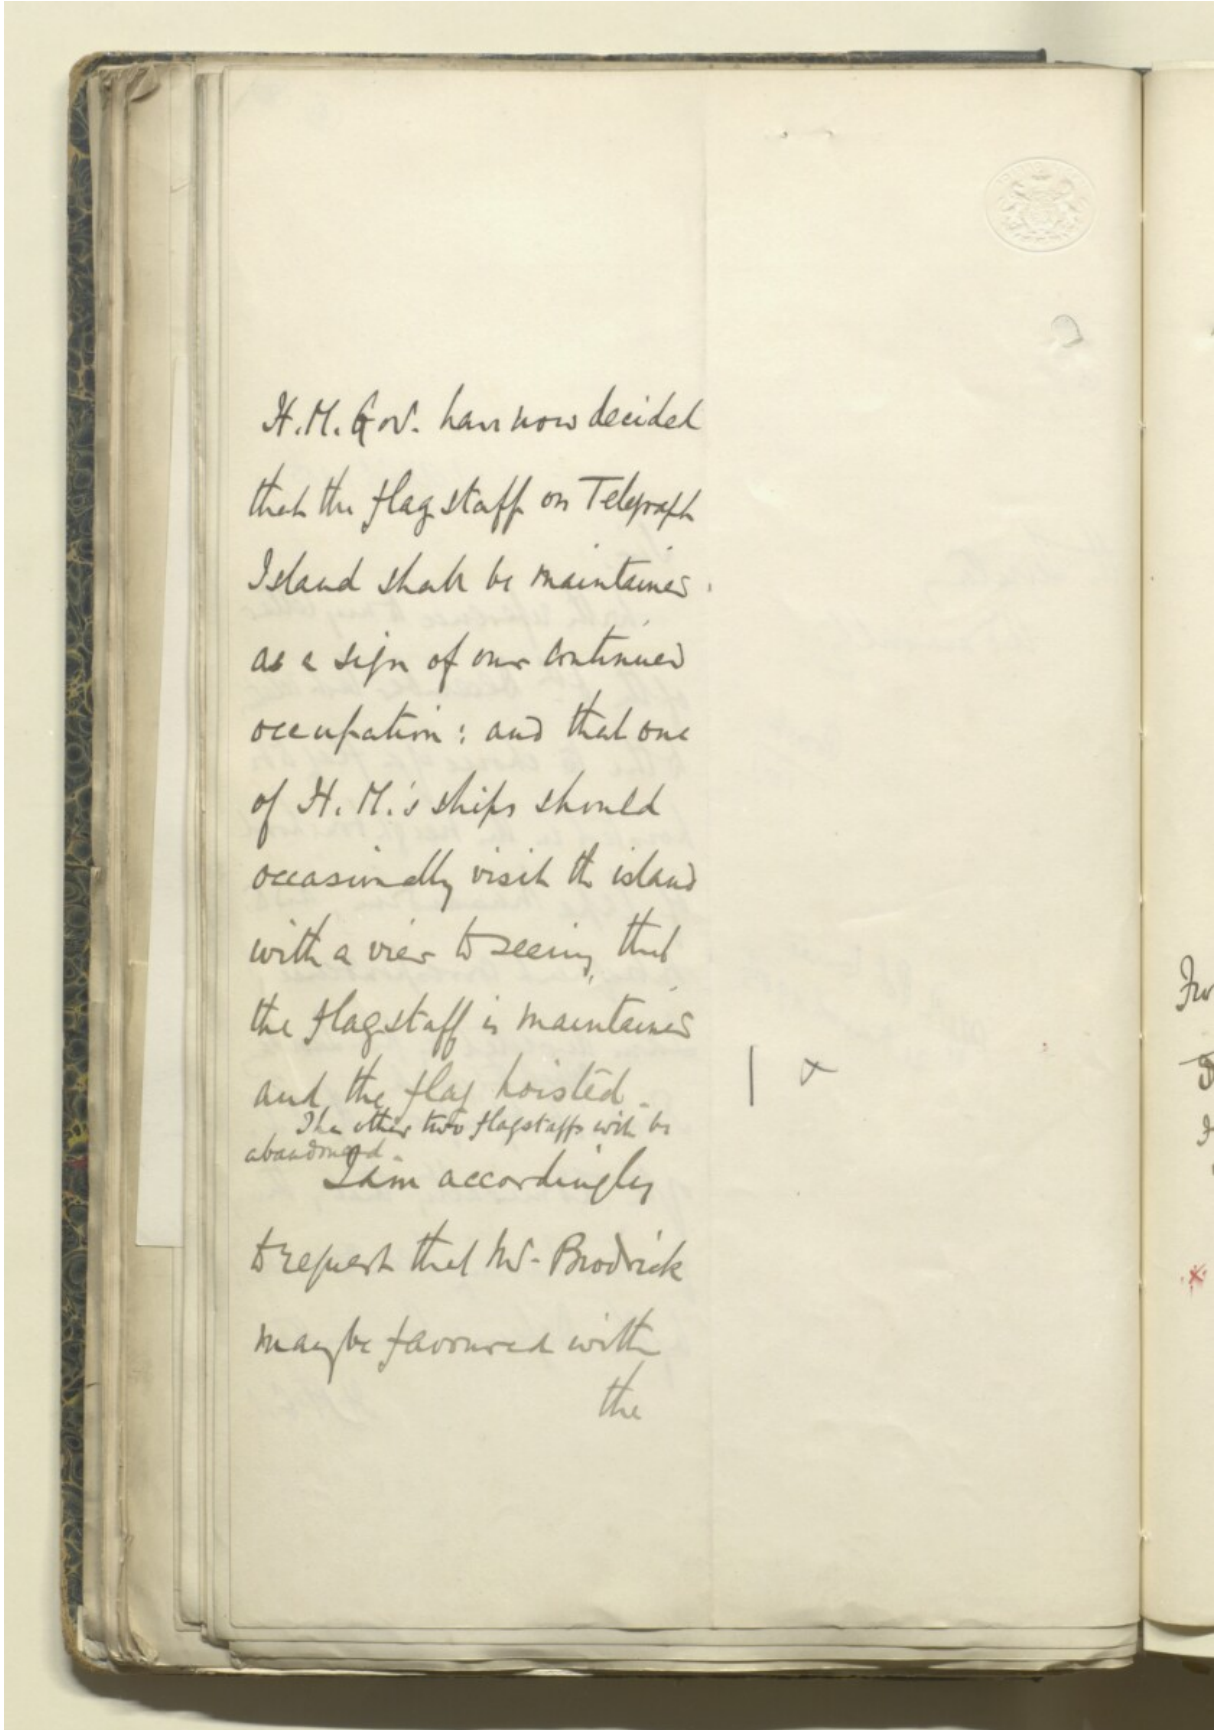 H.M. Gov. have now decided
that the flagstaff on Telegraph
Island shall be maintained
as a sign of our continued
occupation: and that one
of H.M.'s ships should
occasionally visit the island
with a view to seeing that
the flagstaff is maintained
and the flag hoisted.
The other two flagstaffs will be
abandoned.
I am accordingly
to request that Mr. Brodrick
may be favoured with
the